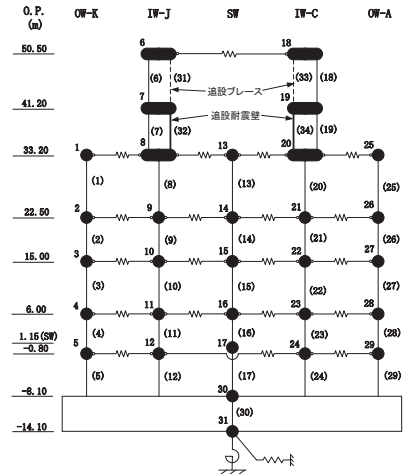 O.P.
(m)
OW-K IW-J SW IW-C OW-A
50.50 6 18
(6) (31) (33) (18)
追設ブレース
41.20 7 19
追設耐震壁
(7) (32) (34) (19)
33.20 1 8 13 20 25
(1) (8) (13) (20) (25)
22.50 2 9 14 21 26
(2) (9) (14) (21) (26)
15.00 3 10 15 22 27
(3) (10) (15) (22) (27)
6.00 4 11 16 23 28
(4) (11) (16) (23) (28)
1.15(SW) 17
-0.80 5 12 24 29
(5) (12) (17) (24) (29)
-8.10 30
(30)
-14.10 31